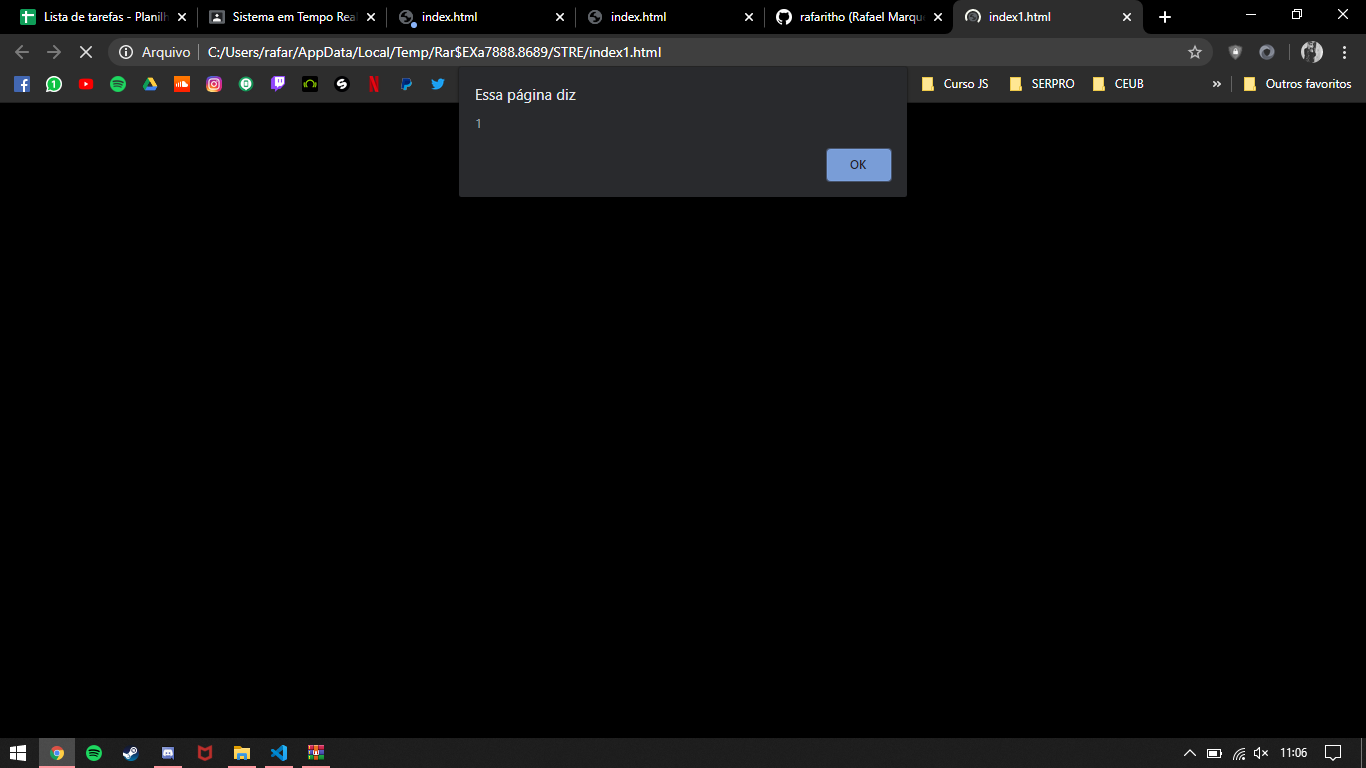 Lista de tarefas - Planilh
Sistema em Tempo Rea
index.html
index.html
rafaritho (Rafael Marque
index1.html
Arquivo
C:/Users/rafar/AppData/Local/Temp/Rar$EXa7888.8689/STRE/index1.html
Curso JS
SERPRO
CEUB
»
Outros favoritos
Essa página diz
1
OK
11:06